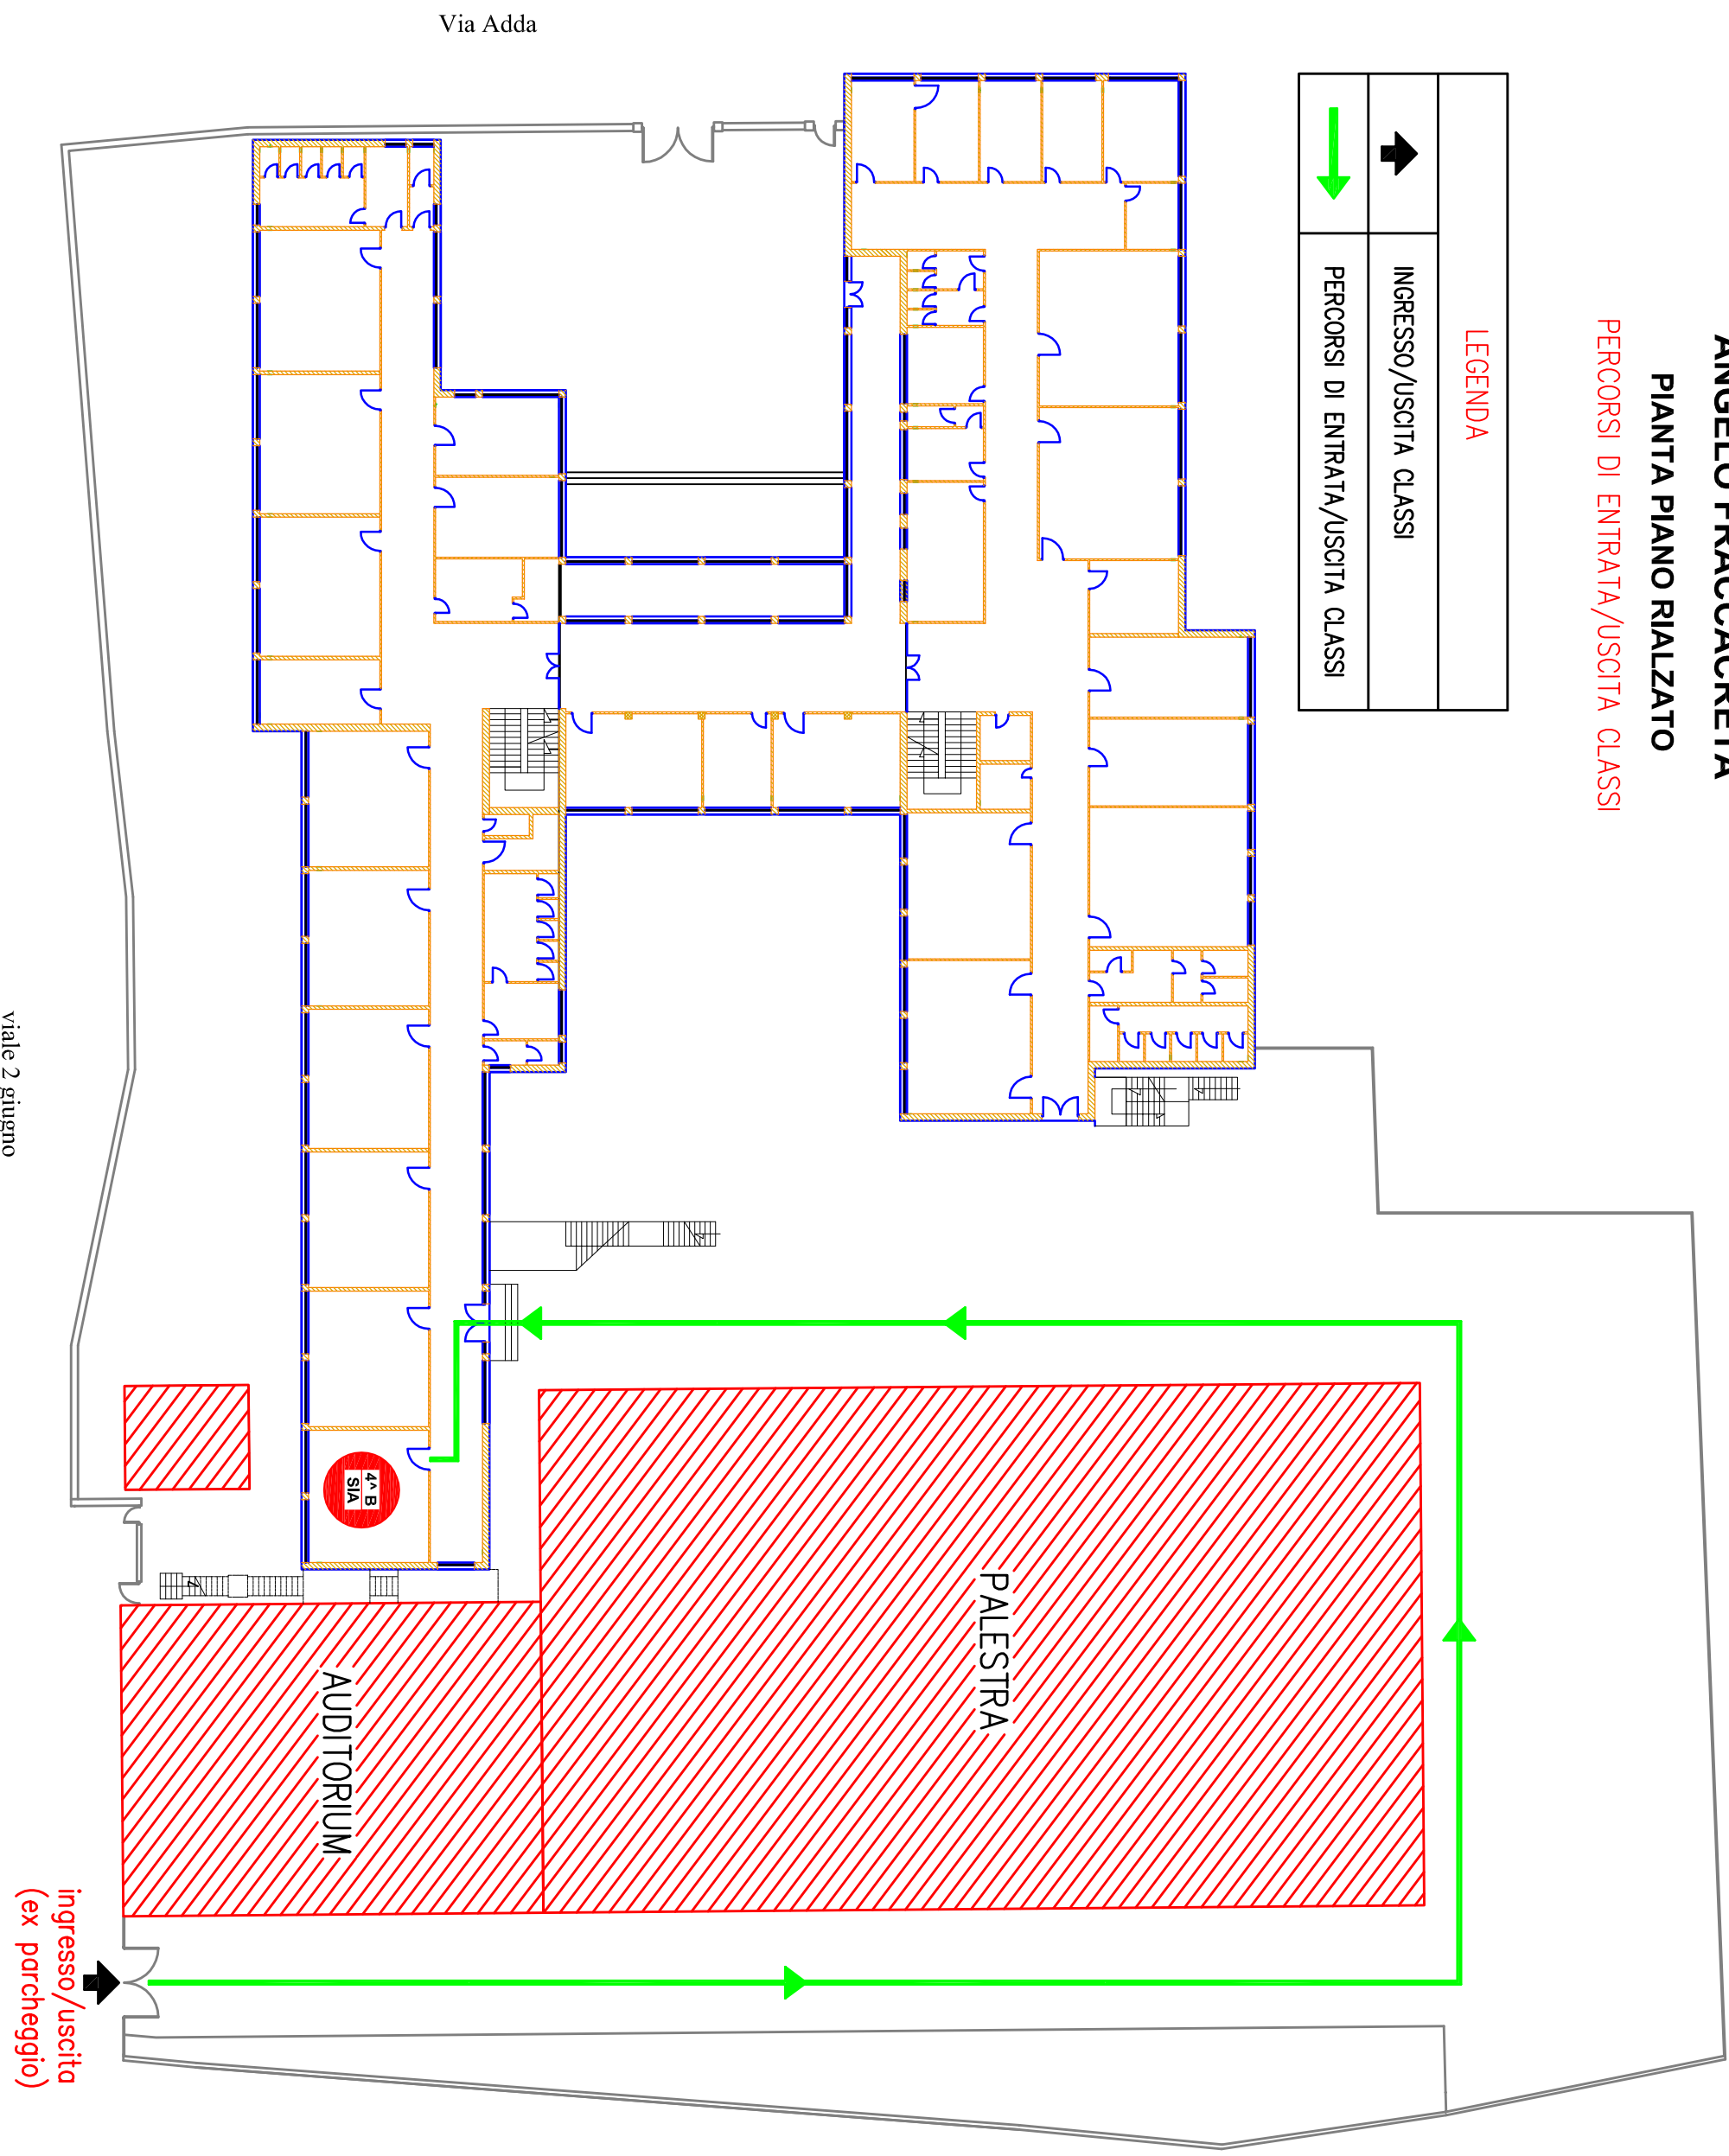 ANGELO FRACCACRETA
PIANTA PIANO RIALZATO
PERCORSI DI ENTRATA/USCITA CLASSI
LEGENDA
INGRESSO/USCITA CLASSI
PERCORSI DI ENTRATA/USCITA CLASSI
Via Adda
viale 2 giugno
4^ B
SIA
PALESTRA
AUDITORIUM
ingresso/uscita
(ex parcheggio)